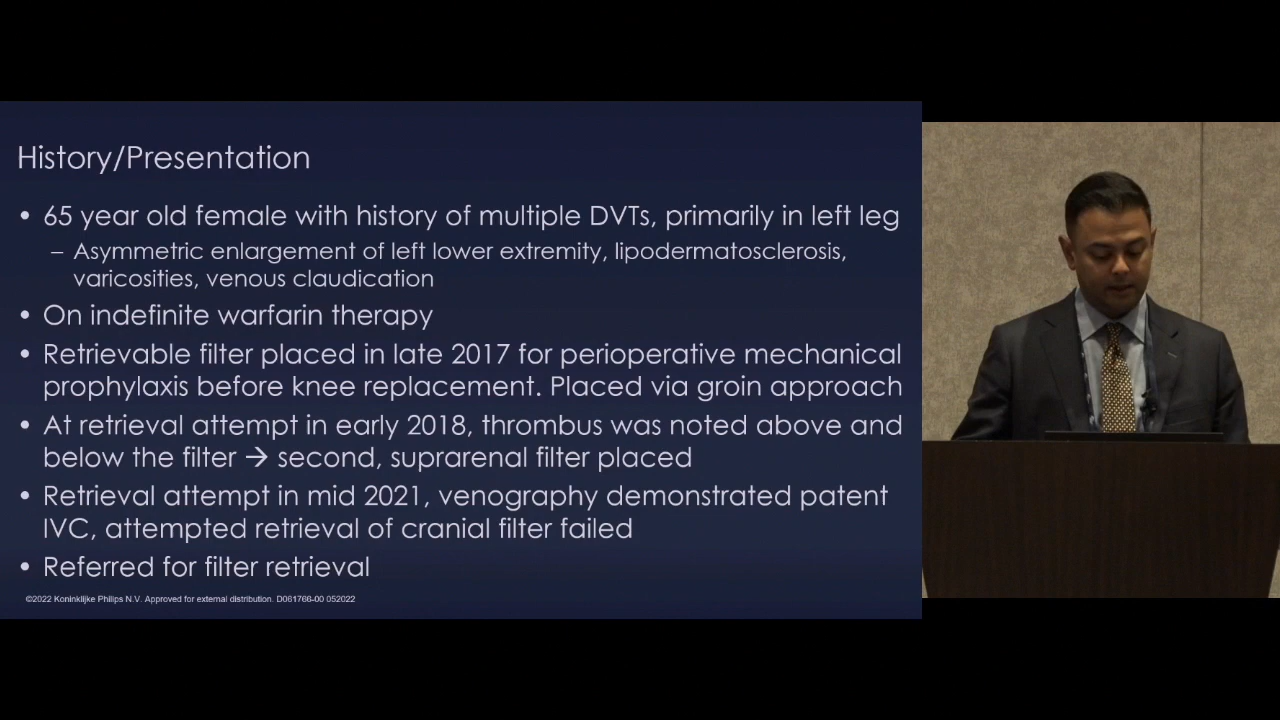 History/Presentation
• 65 year old female with history of multiple DVTs, primarily in left leg
– Asymmetric enlargement of left lower extremity, lipodermatosclerosis,
varicosities, venous claudication
• On indefinite warfarin therapy
• Retrievable filter placed in late 2017 for perioperative mechanical
prophylaxis before knee replacement. Placed via groin approach
• At retrieval attempt in early 2018, thrombus was noted above and
below the filter → second, suprarenal filter placed
• Retrieval attempt in mid 2021, venography demonstrated patent
IVC, attempted retrieval of cranial filter failed
• Referred for filter retrieval
©2022 Koninklijke Philips N.V. Approved for external distribution. D061766-00 052022